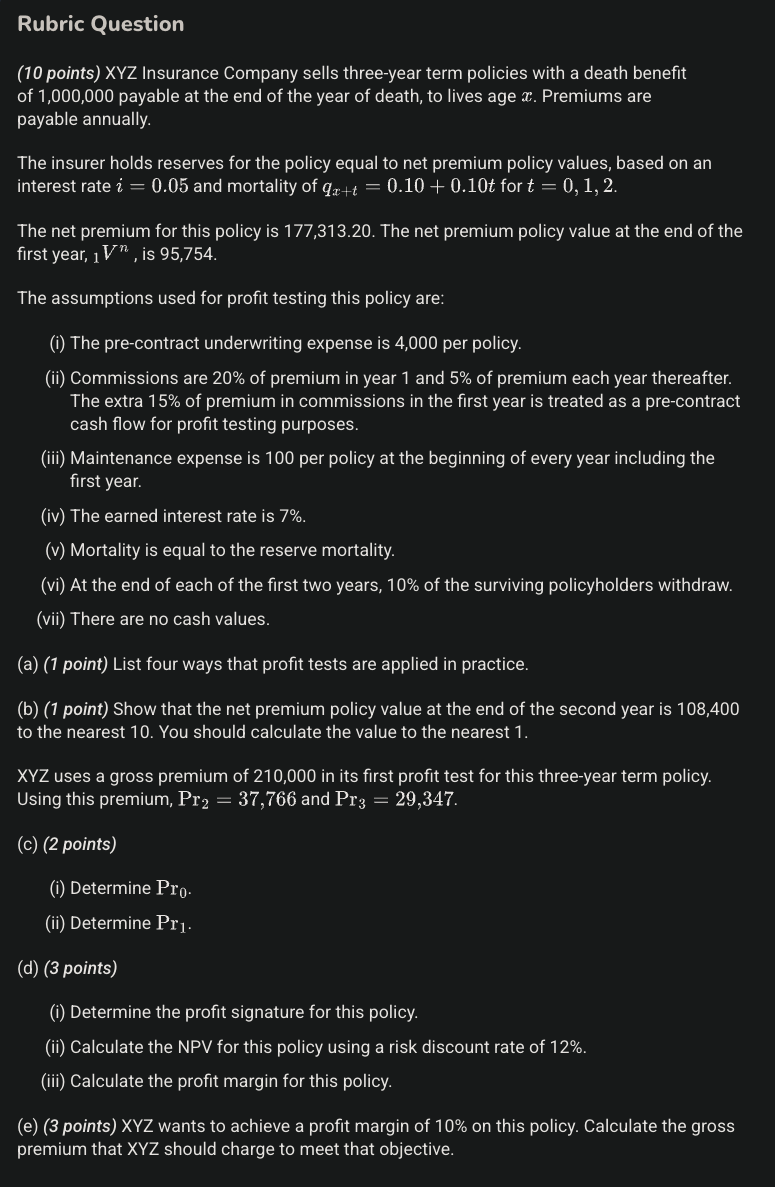 Rubric Question
(10 points) XYZ Insurance Company sells three-year term policies with a death benefit
of 1,000,000 payable at the end of the year of death, to lives age x. Premiums are
payable annually.
The insurer holds reserves for the policy equal to net premium policy values, based on an
interest rate i = 0.05 and mortality of qₓ₊ₜ = 0.10 + 0.10t for t = 0, 1, 2.
The net premium for this policy is 177,313.20. The net premium policy value at the end of the
first year, ₁Vⁿ , is 95,754.
The assumptions used for profit testing this policy are:
(i) The pre-contract underwriting expense is 4,000 per policy.
(ii) Commissions are 20% of premium in year 1 and 5% of premium each year thereafter.
The extra 15% of premium in commissions in the first year is treated as a pre-contract
cash flow for profit testing purposes.
(iii) Maintenance expense is 100 per policy at the beginning of every year including the
first year.
(iv) The earned interest rate is 7%.
(v) Mortality is equal to the reserve mortality.
(vi) At the end of each of the first two years, 10% of the surviving policyholders withdraw.
(vii) There are no cash values.
(a) (1 point) List four ways that profit tests are applied in practice.
(b) (1 point) Show that the net premium policy value at the end of the second year is 108,400
to the nearest 10. You should calculate the value to the nearest 1.
XYZ uses a gross premium of 210,000 in its first profit test for this three-year term policy.
Using this premium, Pr₂ = 37,766 and Pr₃ = 29,347.
(c) (2 points)
(i) Determine Pr₀.
(ii) Determine Pr₁.
(d) (3 points)
(i) Determine the profit signature for this policy.
(ii) Calculate the NPV for this policy using a risk discount rate of 12%.
(iii) Calculate the profit margin for this policy.
(e) (3 points) XYZ wants to achieve a profit margin of 10% on this policy. Calculate the gross
premium that XYZ should charge to meet that objective.